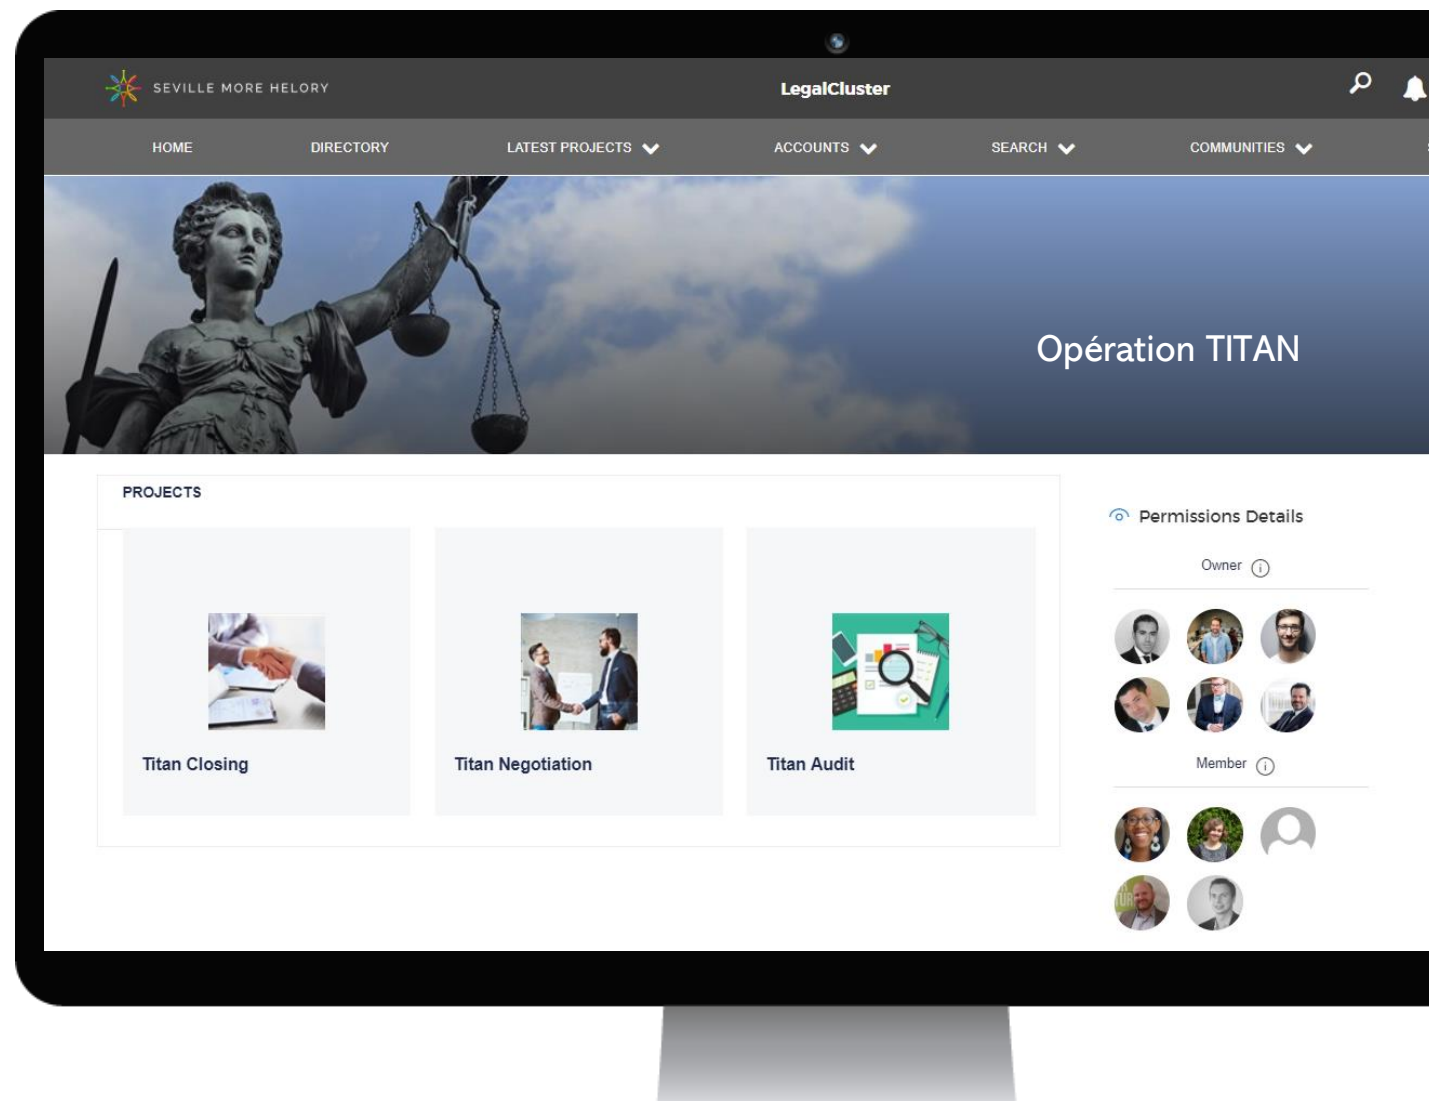 SEVILLE MORE HELORY
LegalCluster
HOME
DIRECTORY
LATEST PROJECTS
ACCOUNTS
SEARCH
COMMUNITIES
Opération TITAN
PROJECTS
Titan Closing
Titan Negotiation
Titan Audit
Permissions Details
Owner
Member